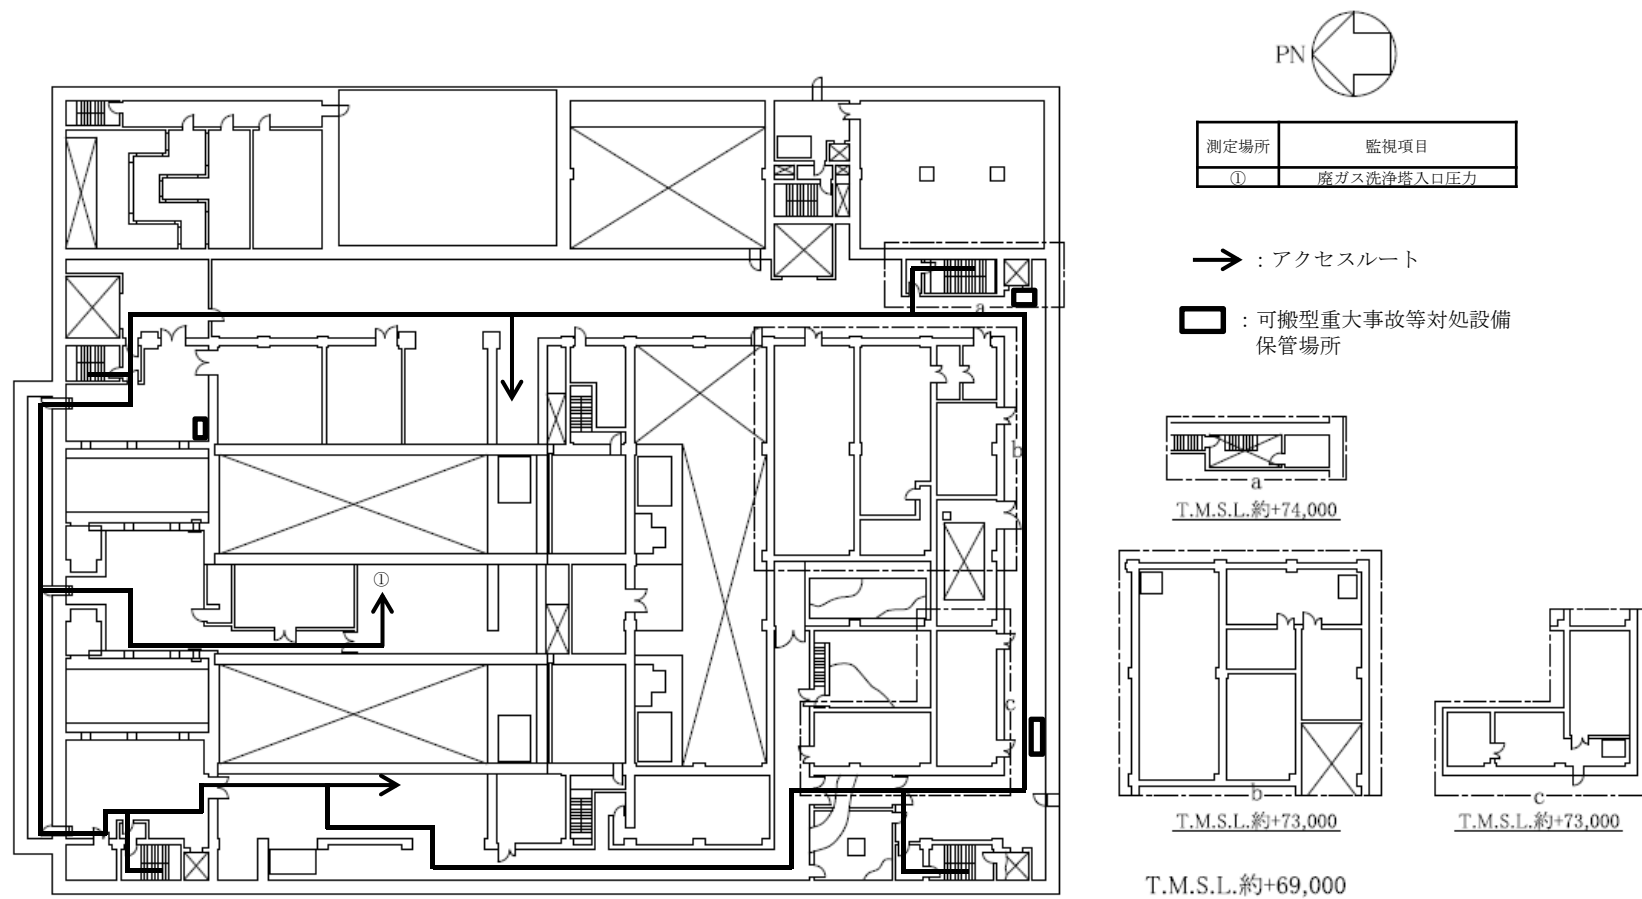 PN
測定場所 監視項目
① 廃ガス洗浄塔入口圧力
：アクセスルート
：可搬型重大事故等対処設備
保管場所
a
b
c
①
a
T.M.S.L.約+74,000
b
T.M.S.L.約+73,000
c
T.M.S.L.約+73,000
T.M.S.L.約+69,000